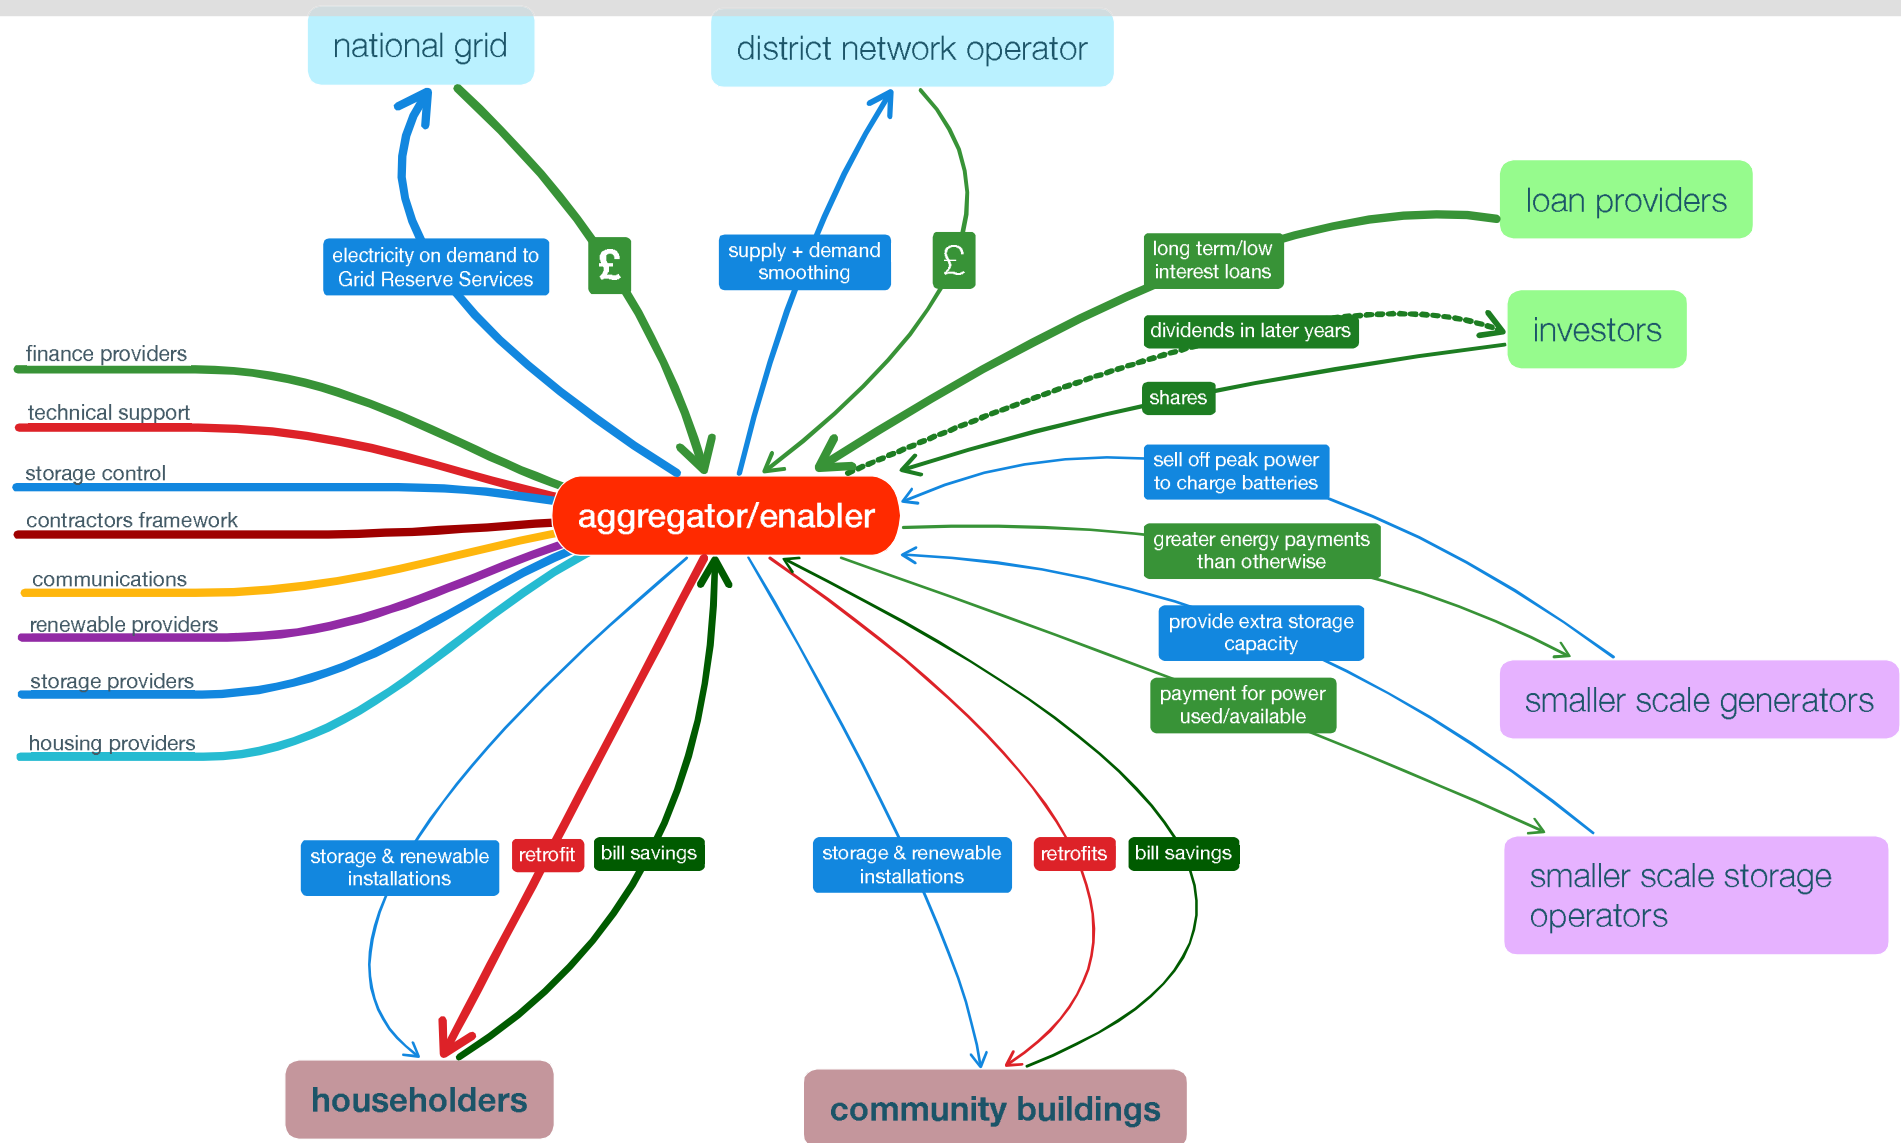 national grid
district network operator
loan providers
electricity on demand to
Grid Reserve Services
£
supply + demand
smoothing
£
long term/low
interest loans
dividends in later years
investors
shares
finance providers
technical support
storage control
contractors framework
communications
renewable providers
storage providers
housing providers
aggregator/enabler
sell off peak power
to charge batteries
greater energy payments
than otherwise
provide extra storage
capacity
payment for power
used/available
smaller scale generators
smaller scale storage
operators
storage & renewable
installations
retrofit
bill savings
storage & renewable
installations
retrofits
bill savings
householders
community buildings